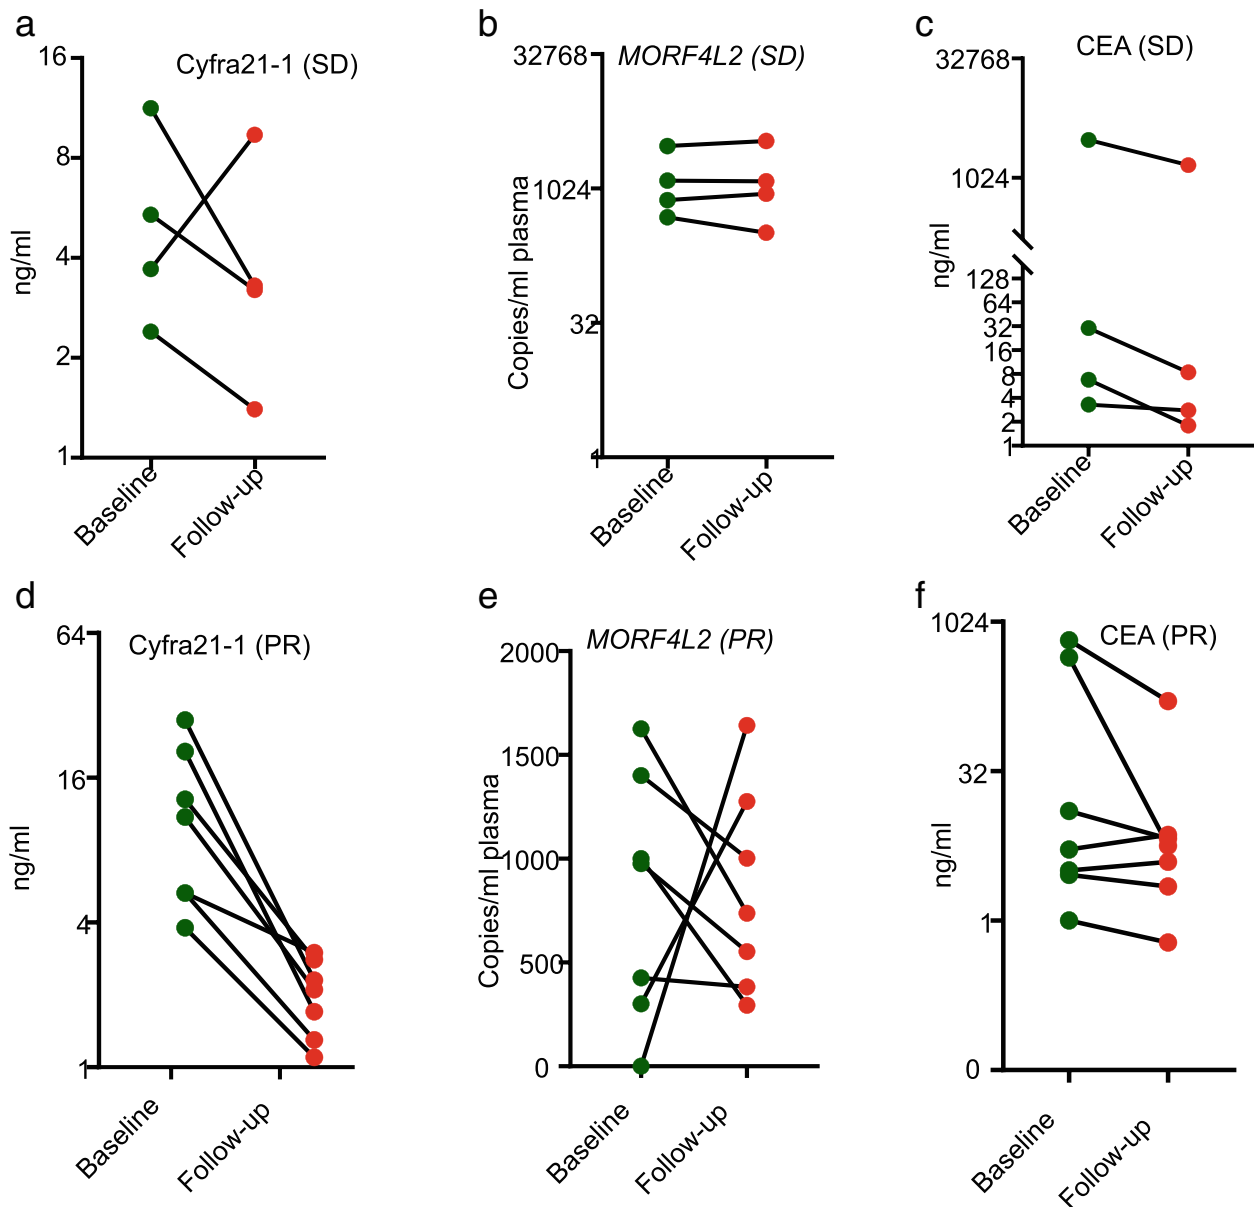 a
Cyfra21-1 (SD)
ng/ml
16
8
4
2
1
Baseline
Follow-up
b
MORF4L2 (SD)
Copies/ml plasma
32768
1024
32
1
Baseline
Follow-up
c
CEA (SD)
ng/ml
32768
1024
128
64
32
16
8
4
2
1
Baseline
Follow-up
d
Cyfra21-1 (PR)
ng/ml
64
16
4
1
Baseline
Follow-up
e
MORF4L2 (PR)
Copies/ml plasma
2000
1500
1000
500
0
Baseline
Follow-up
f
CEA (PR)
ng/ml
1024
32
1
0
Baseline
Follow-up